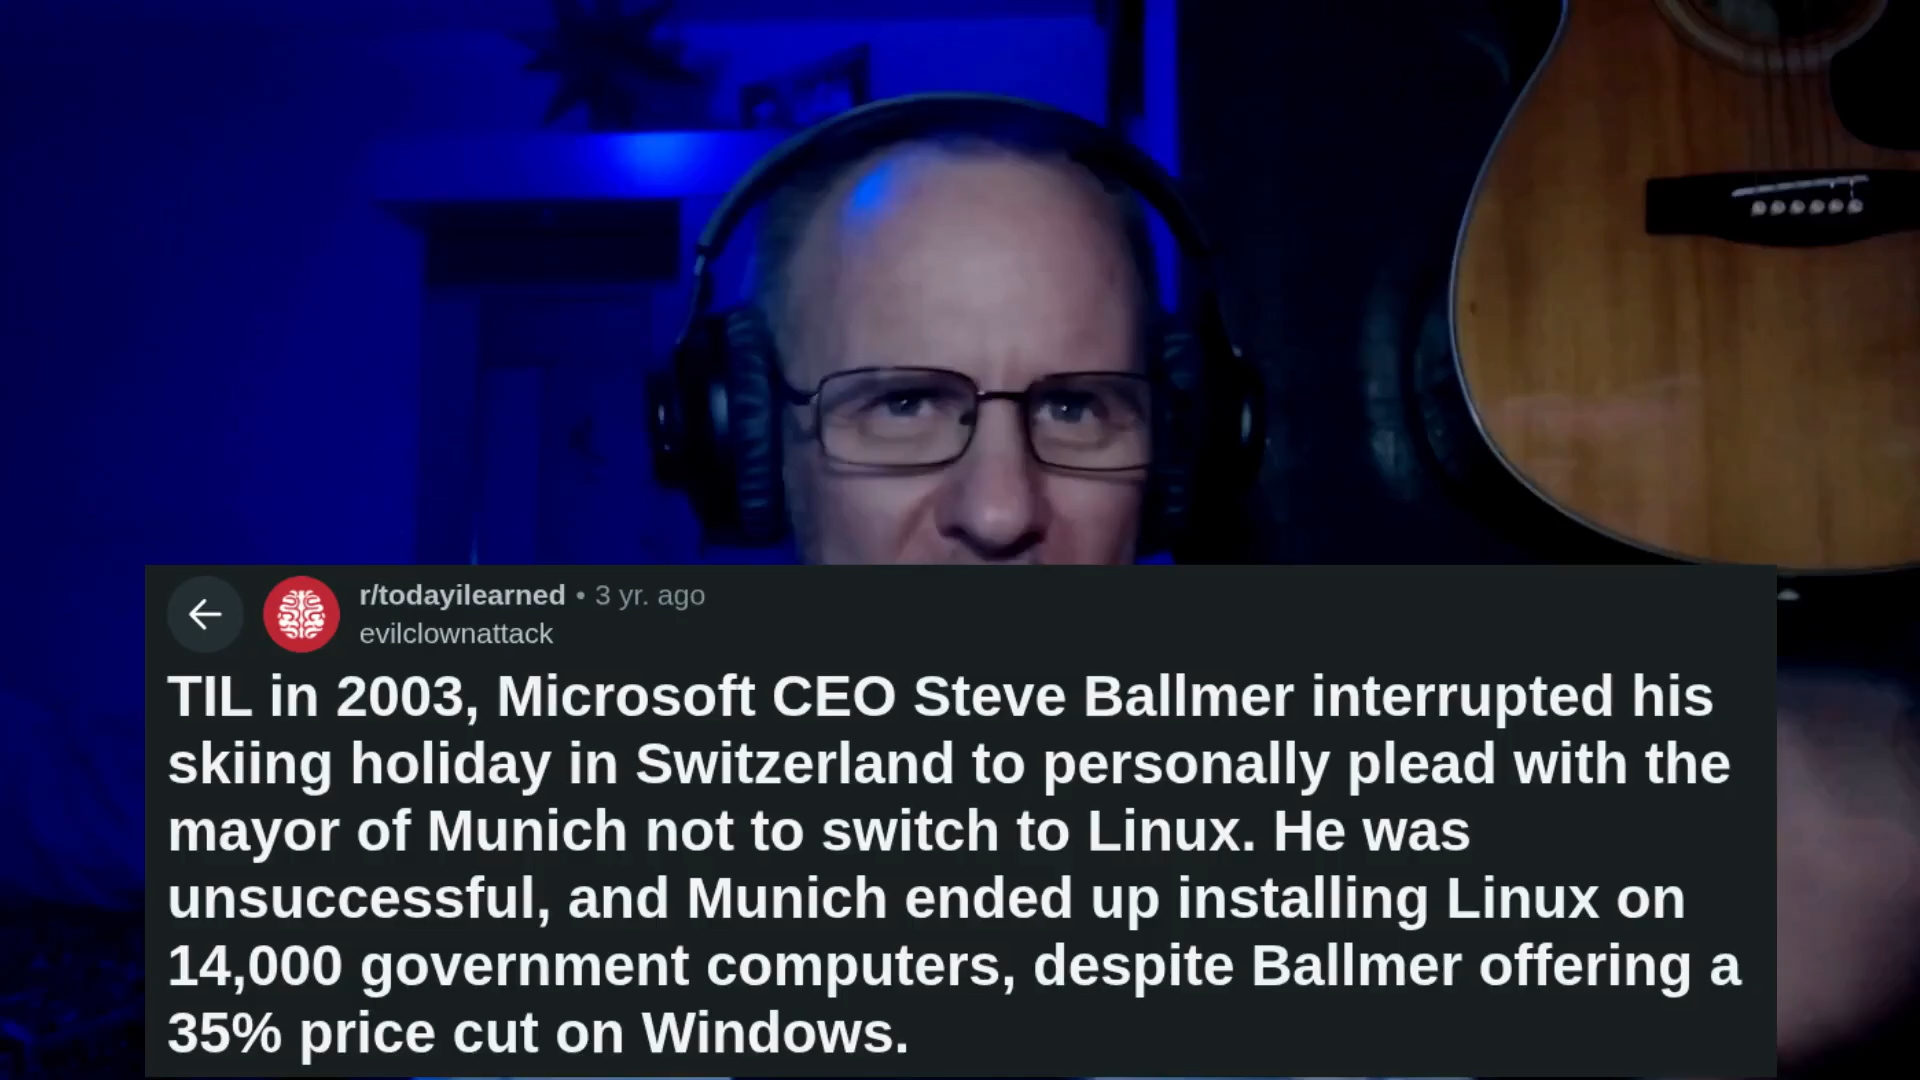 r/todayilearned • 3 yr. ago
evilclownattack
TIL in 2003, Microsoft CEO Steve Ballmer interrupted his
skiing holiday in Switzerland to personally plead with the
mayor of Munich not to switch to Linux. He was
unsuccessful, and Munich ended up installing Linux on
14,000 government computers, despite Ballmer offering a
35% price cut on Windows.